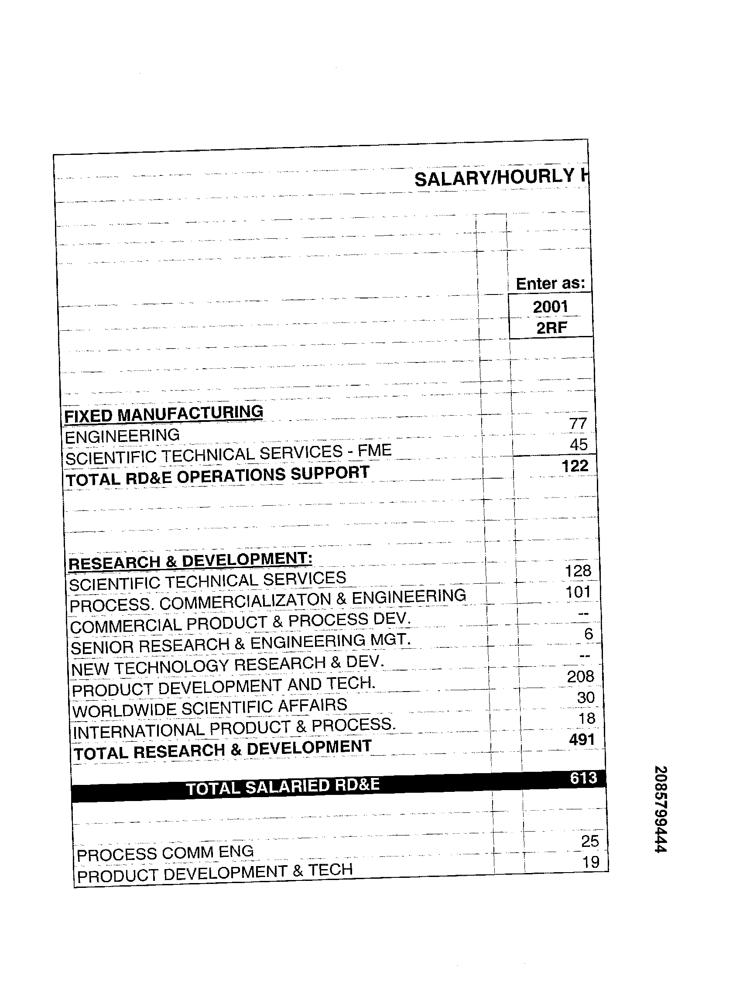 SALARY/HOURLY H
Enter as:
2001
2RF
FIXED MANUFACTURING
ENGINEERING 77
SCIENTIFIC TECHNICAL SERVICES - FME 45
TOTAL RD&E OPERATIONS SUPPORT 122
RESEARCH & DEVELOPMENT:
SCIENTIFIC TECHNICAL SERVICES 128
PROCESS. COMMERCIALIZATON & ENGINEERING 101
COMMERCIAL PRODUCT & PROCESS DEV. --
SENIOR RESEARCH & ENGINEERING MGT. 6
NEW TECHNOLOGY RESEARCH & DEV. --
PRODUCT DEVELOPMENT AND TECH. 208
WORLDWIDE SCIENTIFIC AFFAIRS 30
INTERNATIONAL PRODUCT & PROCESS. 18
TOTAL RESEARCH & DEVELOPMENT 491
TOTAL SALARIED RD&E 613
PROCESS COMM ENG 25
PRODUCT DEVELOPMENT & TECH 19
2085799444